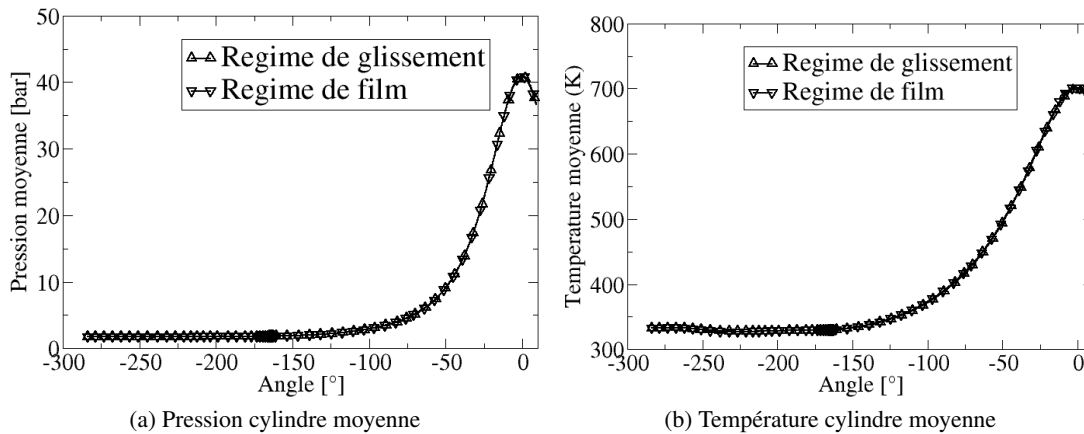 50
40
30
20
10
0
Pression moyenne [bar]
Regime de glissement
Regime de film
-300 -250 -200 -150 -100 -50 0
Angle [°]
(a) Pression cylindre moyenne
800
700
600
500
400
300
Temperature moyenne (K)
Regime de glissement
Regime de film
-300 -250 -200 -150 -100 -50 0
Angle [°]
(b) Température cylindre moyenne